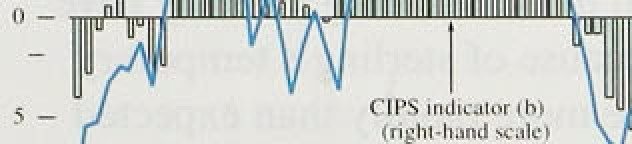 0
5
CIPS indicator (b)
(right-hand scale)